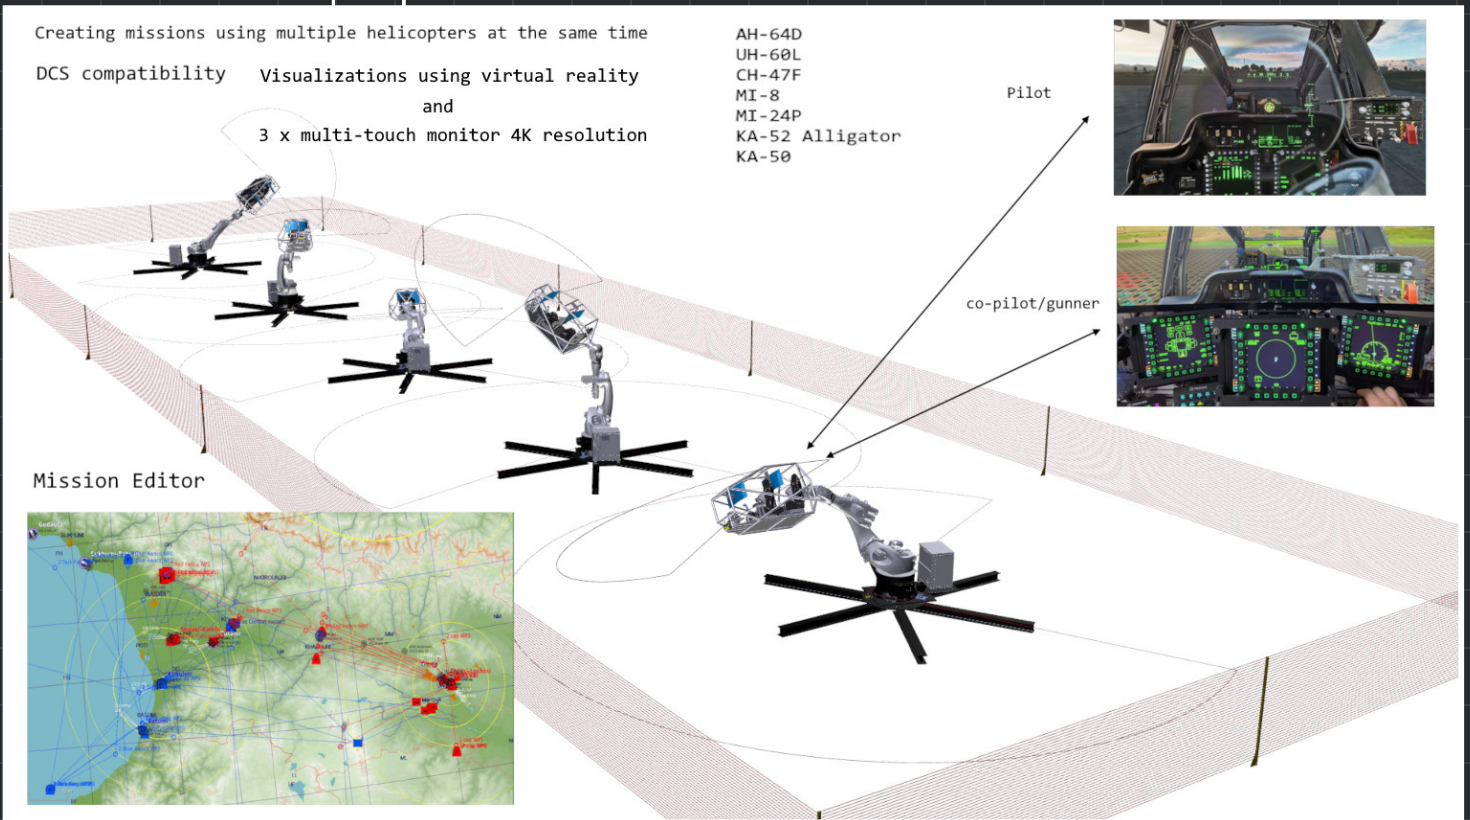 Creating missions using multiple helicopters at the same time
DCS compatibility
Visualizations using virtual reality
and
3 x multi-touch monitor 4K resolution
AH-64D
UH-60L
CH-47F
MI-8
MI-24P
KA-52 Alligator
KA-50
Pilot
co-pilot/gunner
Mission Editor